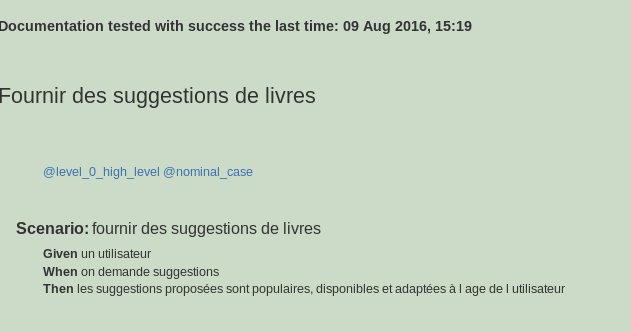 Documentation tested with success the last time: 09 Aug 2016, 15:19
Fournir des suggestions de livres
@level_0_high_level @nominal_case
Scenario: fournir des suggestions de livres
Given un utilisateur
When on demande suggestions
Then les suggestions proposées sont populaires, disponibles et adaptées à l age de l utilisateur